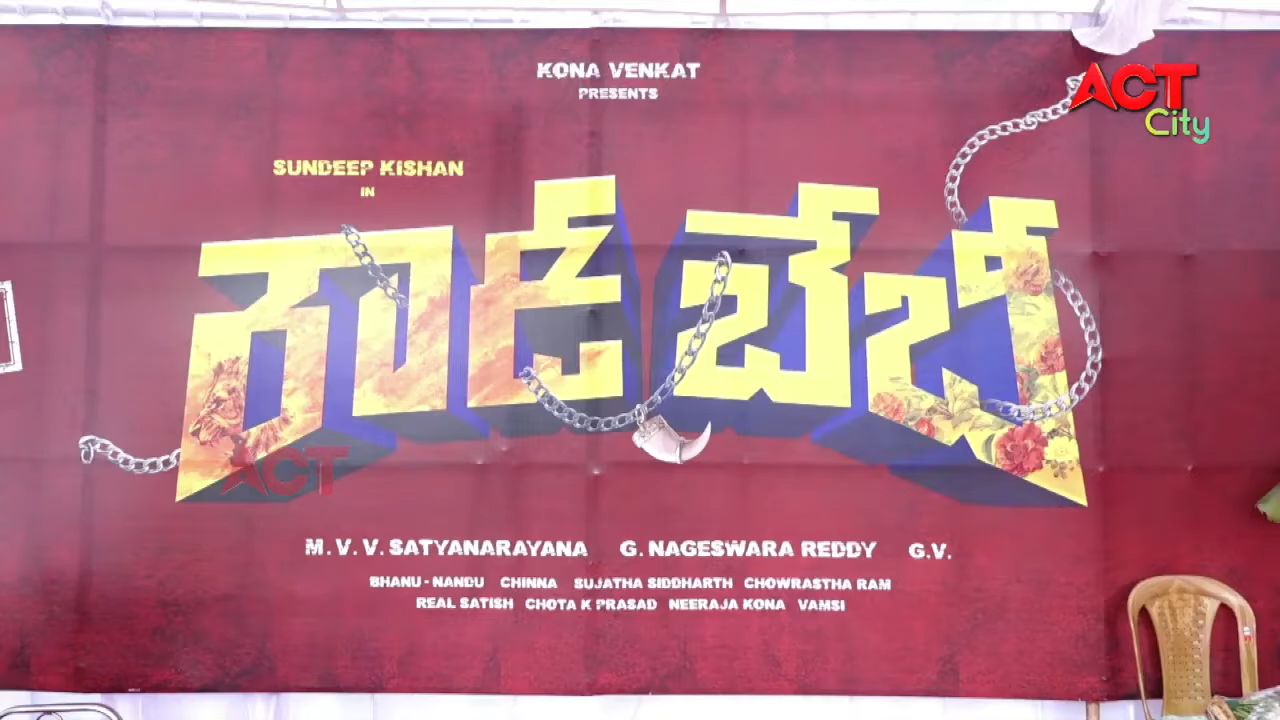 KONA VENKAT
PRESENTS
SUNDEEP KISHAN
IN
రౌడీ బేబీ
M.V.V. SATYANARAYANA G. NAGESWARA REDDY G.V.
BHANU - NANDU CHINNA SUJATHA SIDDHARTH CHOWRASTHA RAM
REAL SATISH CHOTA K PRASAD NEERAJA KONA VAMSI
ACT
City
ACT